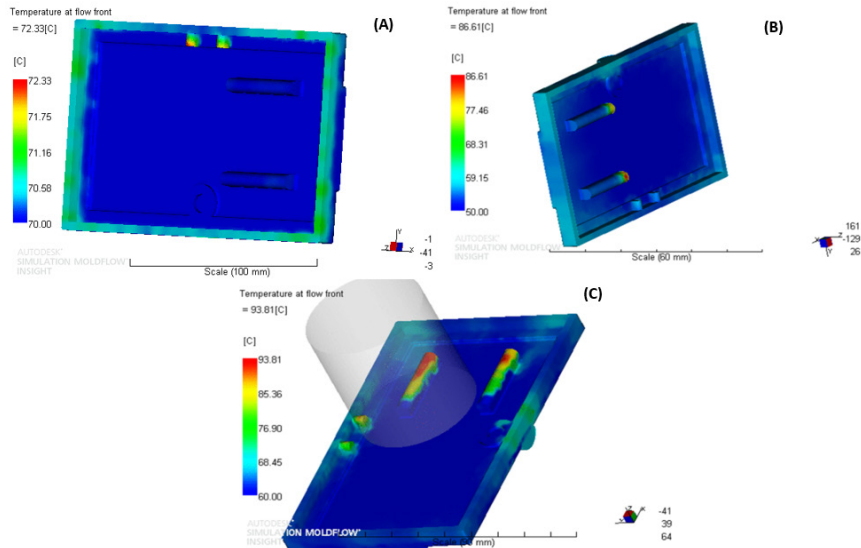 Temperature at flow front
= 72.33[C]
(A)
[C]
72.33
71.75
71.16
70.58
70.00
AUTODESK®
SIMULATION MOLDFLOW®
INSIGHT
Scale (100 mm)
Y
Z X
-1
-41
-3
Temperature at flow front
= 86.61[C]
(B)
[C]
86.61
77.46
68.31
59.15
50.00
AUTODESK®
SIMULATION MOLDFLOW®
INSIGHT
Scale (60 mm)
Z
X
Y
161
-129
26
Temperature at flow front
= 93.81[C]
(C)
[C]
93.81
85.36
76.90
68.45
60.00
AUTODESK®
SIMULATION MOLDFLOW®
INSIGHT
-41
39
64